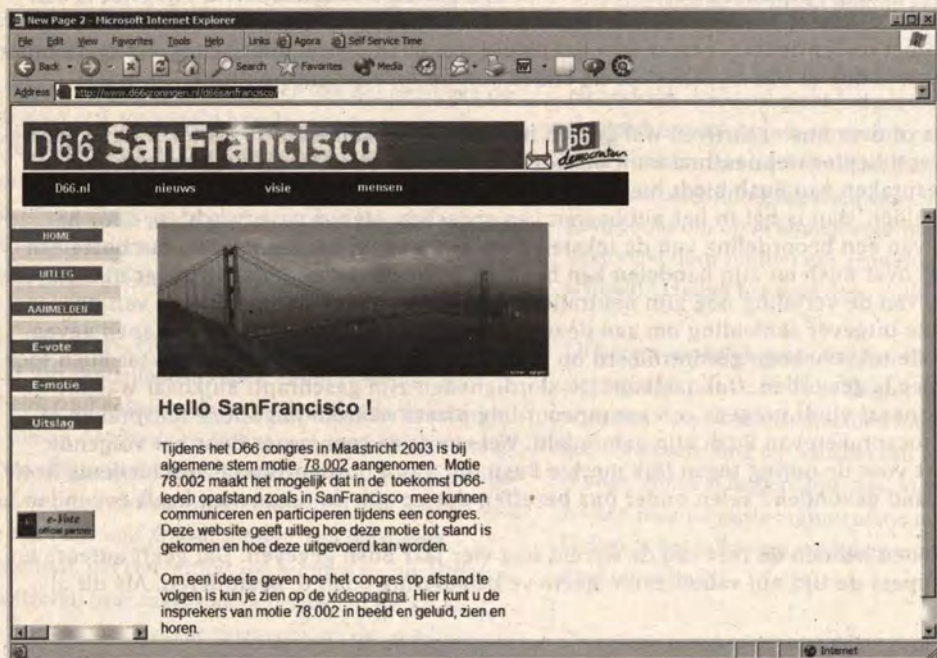 New Page 2 - Microsoft Internet Explorer
File Edit View Favorites Tools Help Links Agora Self Service Time
Back Search Favorites Media
Address http://www.d66groningen.nl/d66sanfrancisco/
D66 SanFrancisco
D66
democraten
D66.nl nieuws visie mensen
HOME
UITLEG
AANMELDEN
E-vote
E-motie
Uitslag
e-Vote
official partner
Hello SanFrancisco !
Tijdens het D66 congres in Maastricht 2003 is bij
algemene stem motie 78.002 aangenomen. Motie
78.002 maakt het mogelijk dat in de toekomst D66-
leden opafstand zoals in SanFrancisco mee kunnen
communiceren en participeren tijdens een congres.
Deze website geeft uitleg hoe deze motie tot stand is
gekomen en hoe deze uitgevoerd kan worden.
Om een idee te geven hoe het congres op afstand te
volgen is kun je zien op de videopagina. Hier kunt u de
insprekers van motie 78.002 in beeld en geluid, zien en
horen.
Internet